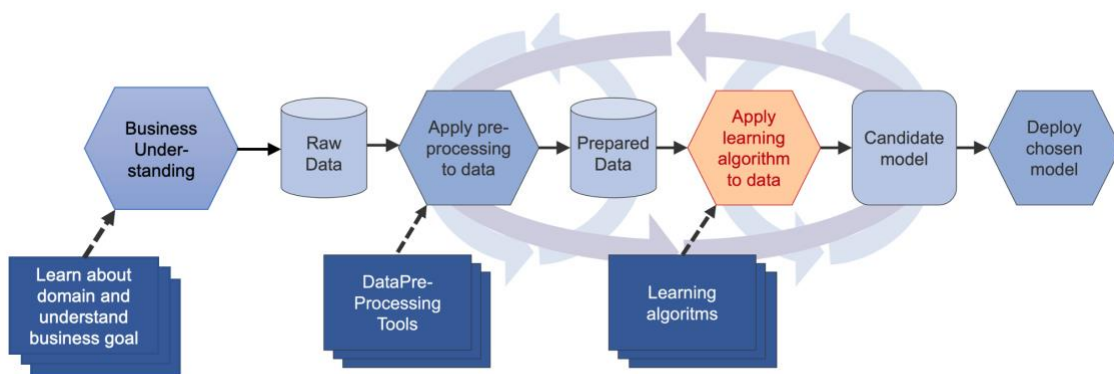 Business
Under-
standing
Raw
Data
Apply pre-
processing
to data
Prepared
Data
Apply
learning
algorithm
to data
Candidate
model
Deploy
chosen
model
Learn about
domain and
understand
business goal
DataPre-
Processing
Tools
Learning
algoritms